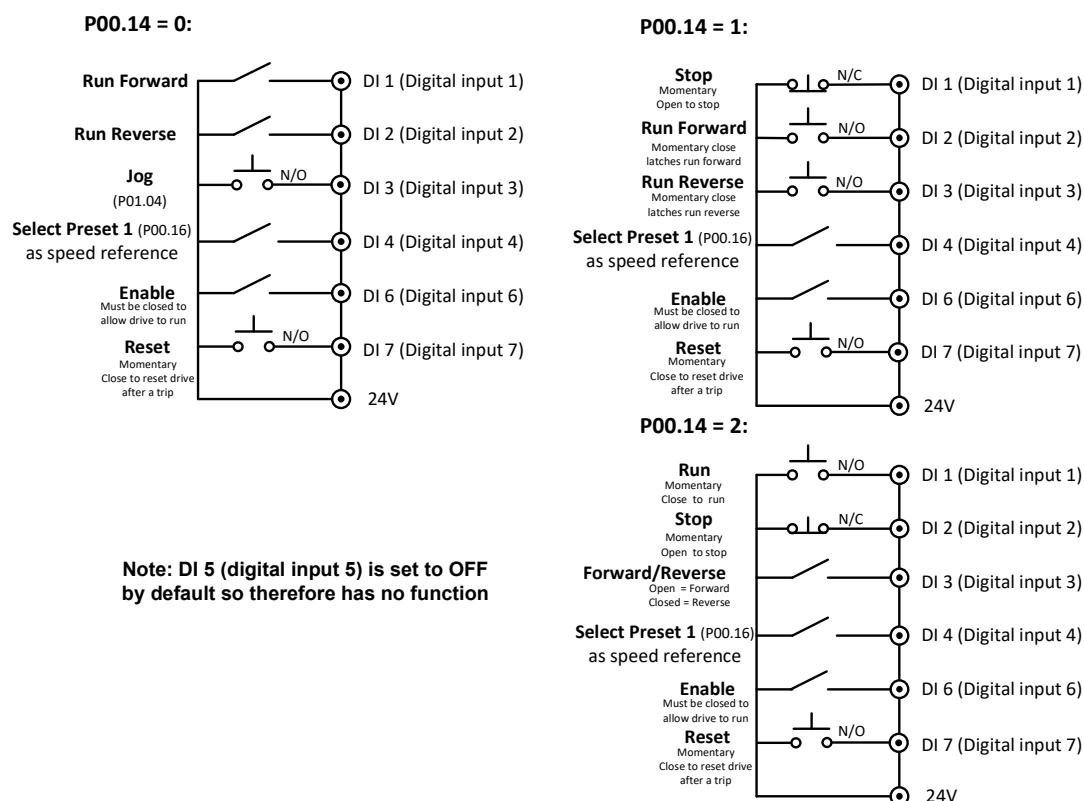 P00.14 = 0:
Run Forward
DI 1 (Digital input 1)
Run Reverse
DI 2 (Digital input 2)
Jog
(P01.04)
N/O
DI 3 (Digital input 3)
Select Preset 1 (P00.16)
as speed reference
DI 4 (Digital input 4)
Enable
Must be closed to
allow drive to run
DI 6 (Digital input 6)
Reset
Momentary
Close to reset drive
after a trip
N/O
DI 7 (Digital input 7)
24V
Note: DI 5 (digital input 5) is set to OFF
by default so therefore has no function
P00.14 = 1:
Stop
Momentary
Open to stop
N/C
DI 1 (Digital input 1)
Run Forward
Momentary close
latches run forward
N/O
DI 2 (Digital input 2)
Run Reverse
Momentary close
latches run reverse
N/O
DI 3 (Digital input 3)
Select Preset 1 (P00.16)
as speed reference
DI 4 (Digital input 4)
Enable
Must be closed to
allow drive to run
DI 6 (Digital input 6)
Reset
Momentary
Close to reset drive
after a trip
N/O
DI 7 (Digital input 7)
24V
P00.14 = 2:
Run
Momentary
Close to run
N/O
DI 1 (Digital input 1)
Stop
Momentary
Open to stop
N/C
DI 2 (Digital input 2)
Forward/Reverse
Open = Forward
Closed = Reverse
DI 3 (Digital input 3)
Select Preset 1 (P00.16)
as speed reference
DI 4 (Digital input 4)
Enable
Must be closed to
allow drive to run
DI 6 (Digital input 6)
Reset
Momentary
Close to reset drive
after a trip
N/O
DI 7 (Digital input 7)
24V